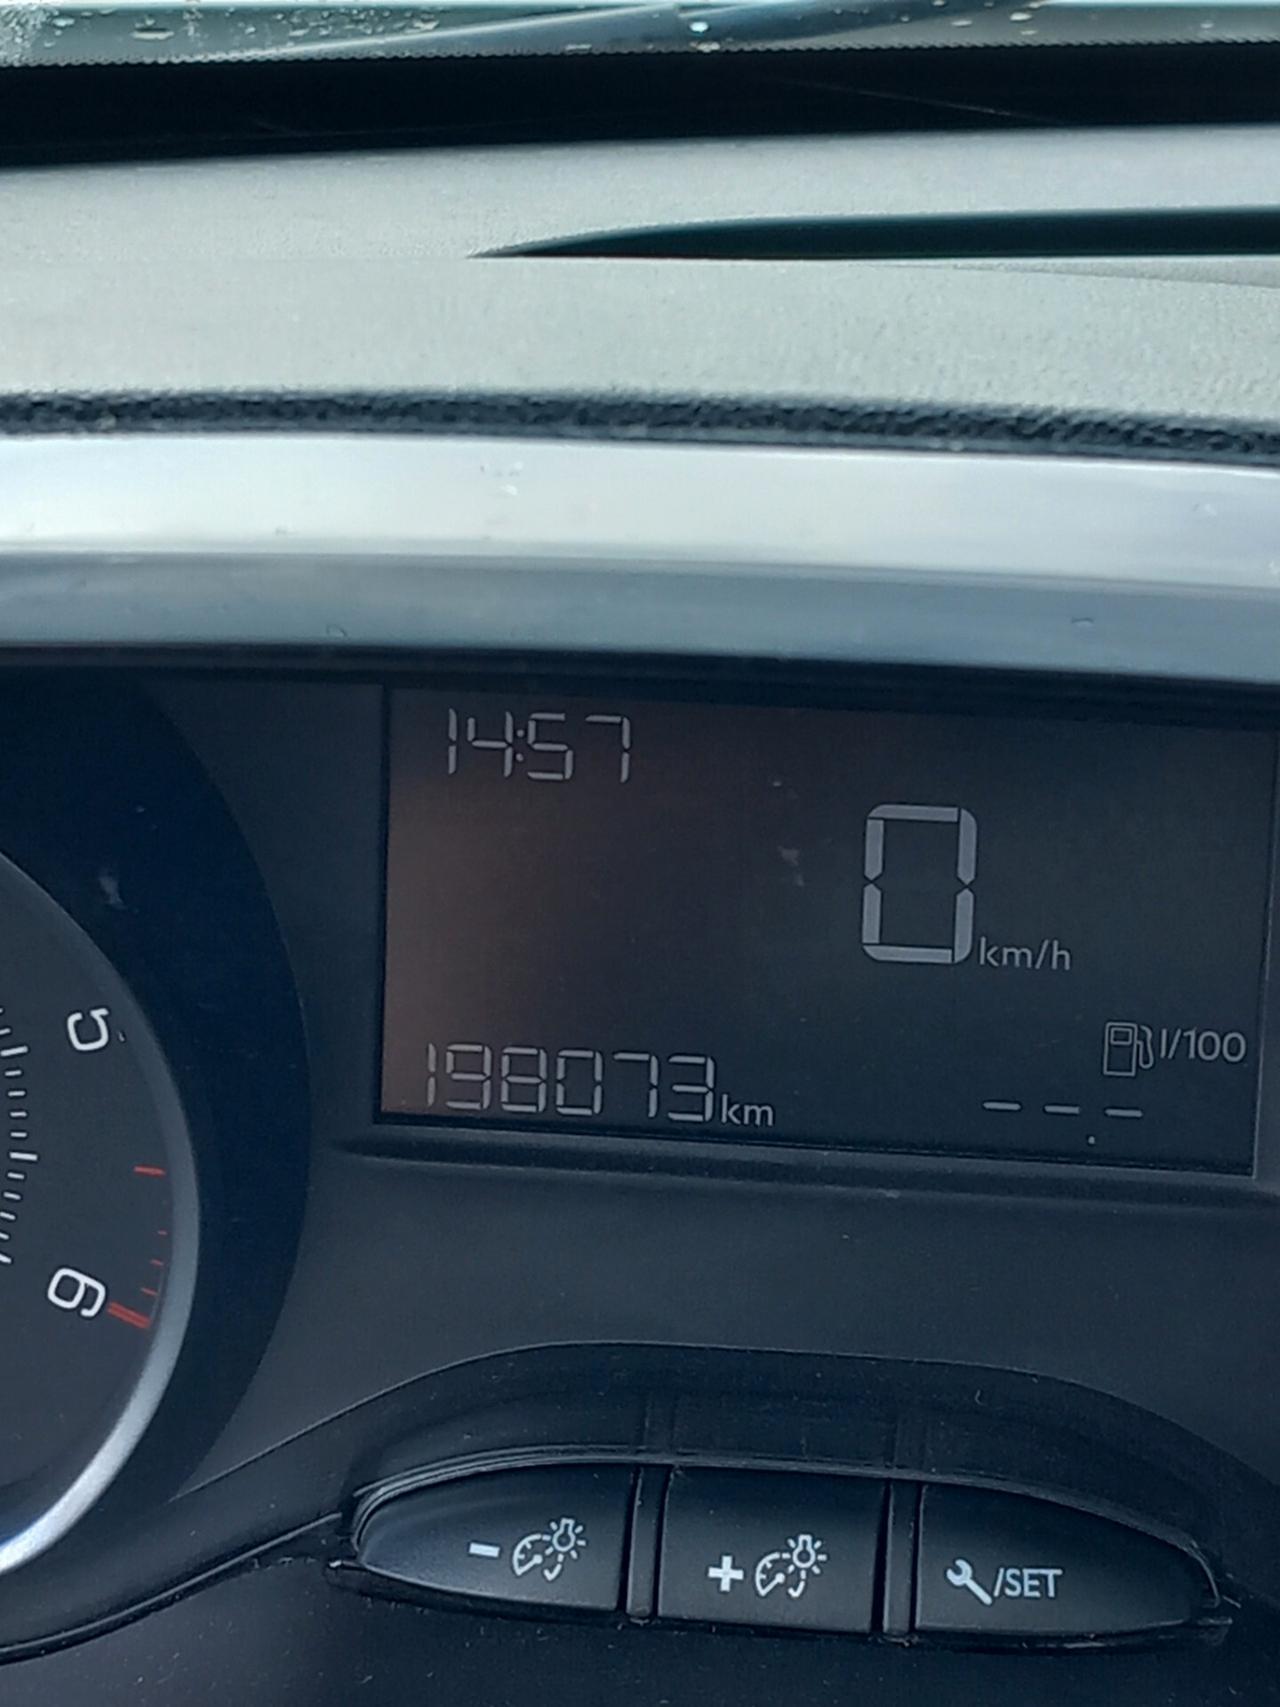 14:57
0 km/h
5
l/100
198073 km
---.
6
-
+
/SET